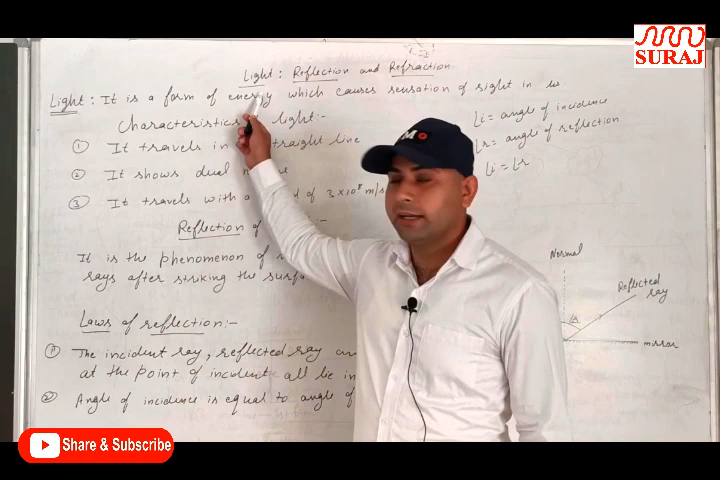 SURAJ
Light: Reflection and Refraction
Light: It is a form of energy which causes sensation of sight in us
Characteristics light:-
① It travels in straight line
② It shows dual
③ It travels with a d of 3×10⁸ m/s
Reflection of :-
It is the phenomenon of
rays after striking the surfa
Laws of reflection:-
① The incident ray, reflected ray an
at the point of incident all lie in
② Angle of incidence is equal to angle of
∠i = angle of incidence
∠r = angle of reflection
∠i = ∠r
Normal
Reflected
ray
mirror
Share & Subscribe